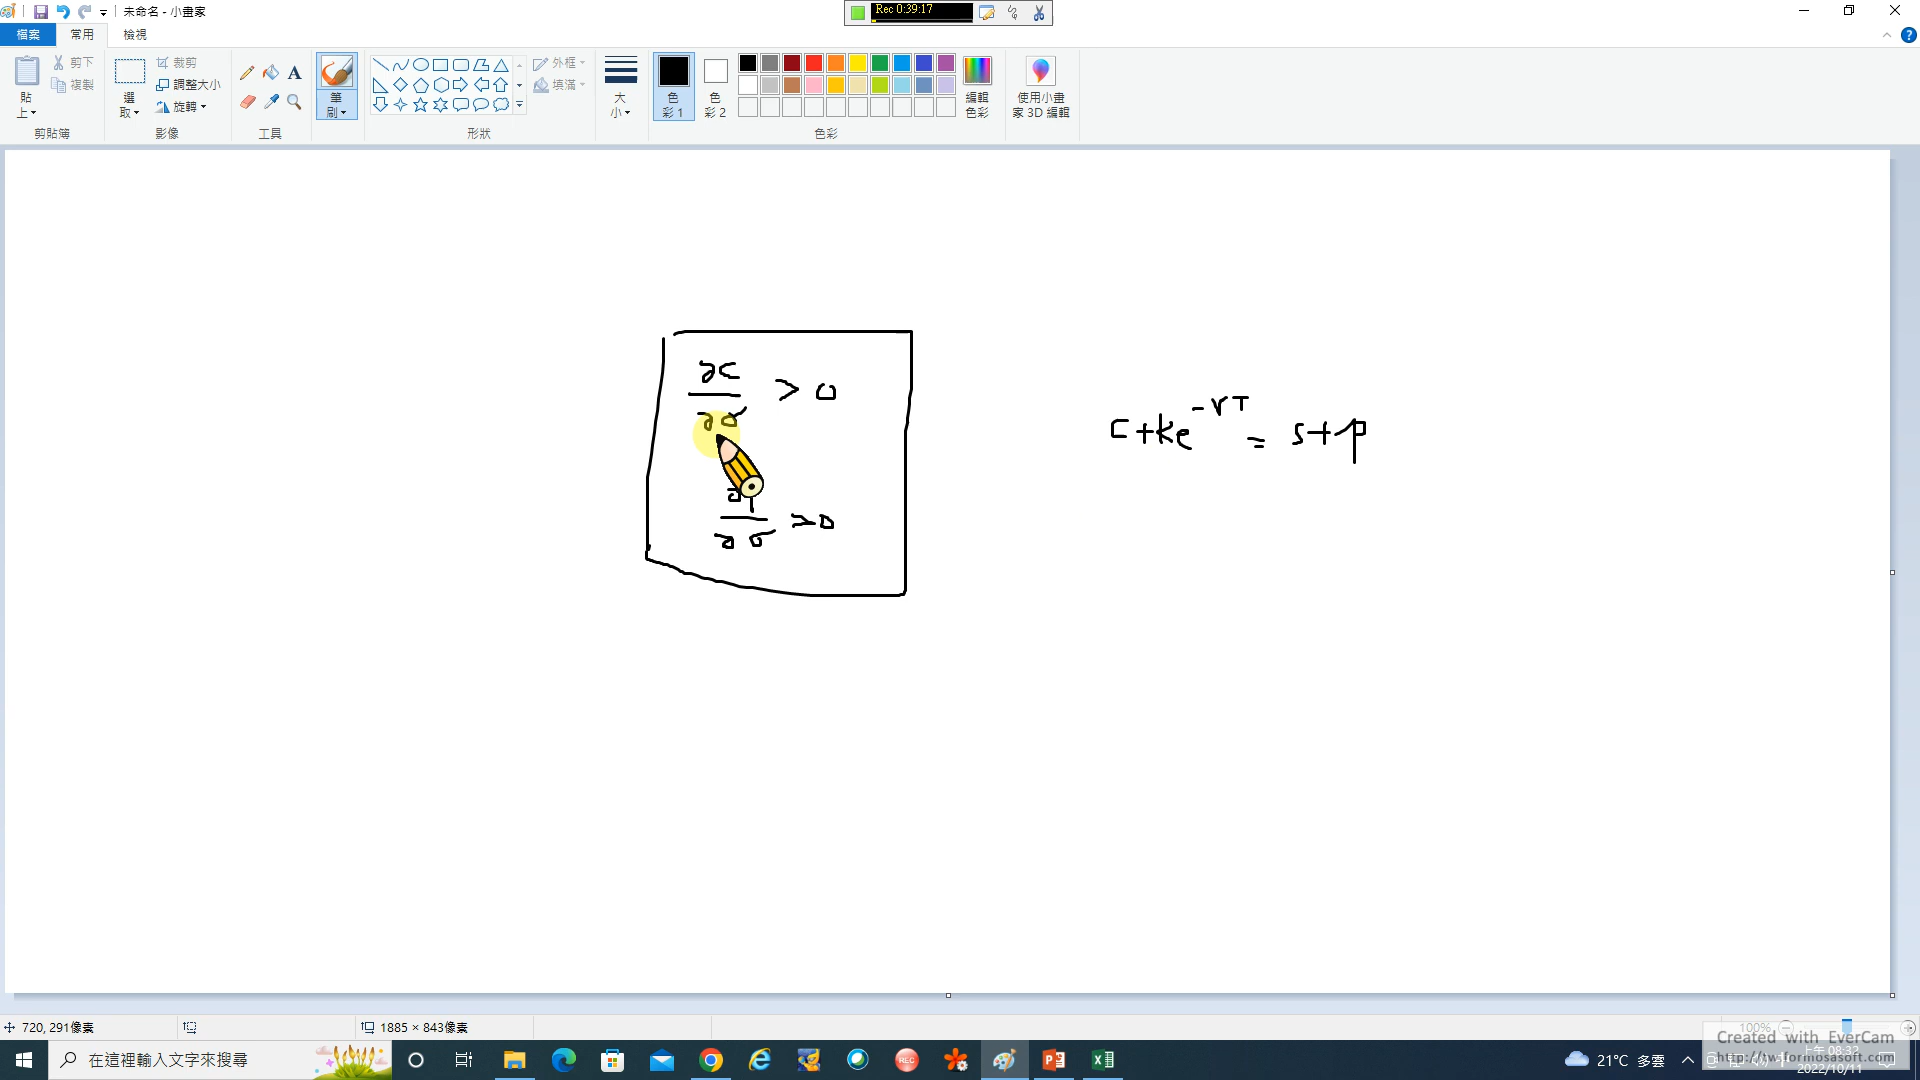 未命名 - 小畫家
Rec 0:39:17
檔案 常用 檢視
貼上 剪下 複製 剪貼簿
選取 裁剪 調整大小 旋轉 影像
A 工具
筆刷
外框 填滿 形狀
大小
色彩 1 色彩 2 編輯色彩 色彩
使用小畫家 3D 編輯
∂c/∂σ > 0
c+ke^-rT = s+p
∂p/∂σ >0
720, 291像素
1885 × 843像素
100%
Created with EverCam
http://tw.formosasoft.com
在這裡輸入文字來搜尋
REC
21°C 多雲
上午 08:32
2022/10/11